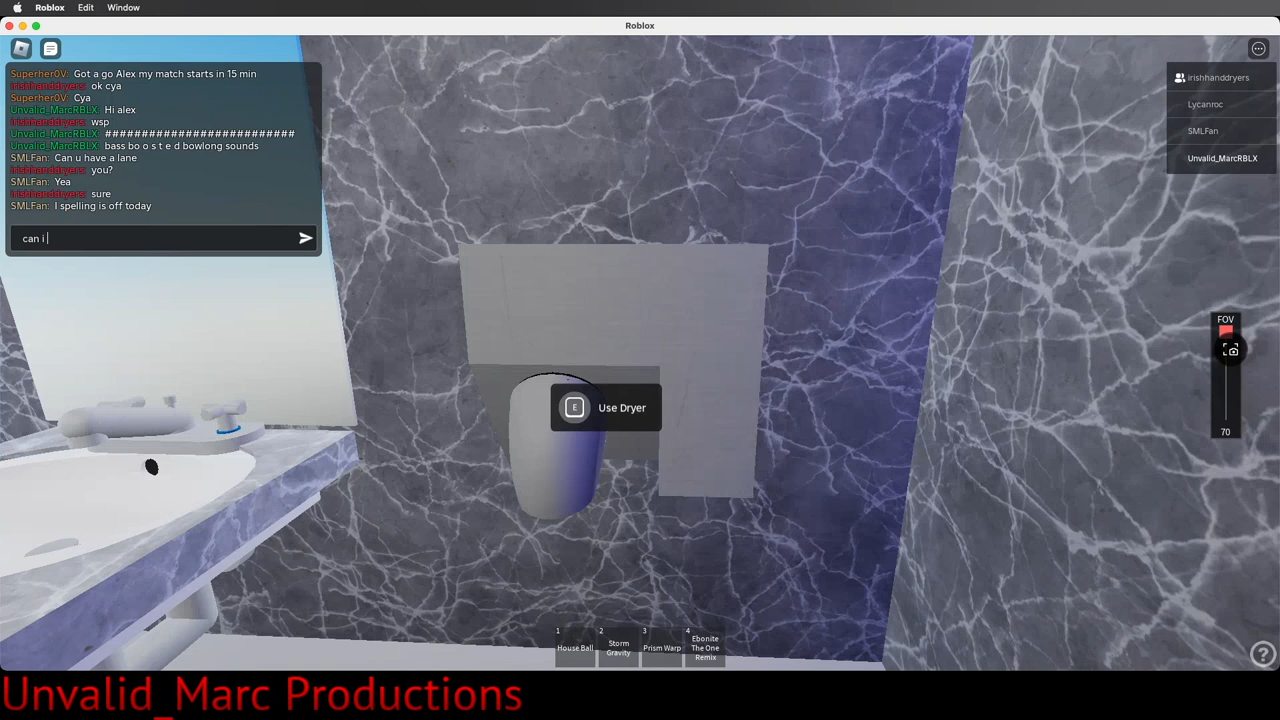 Roblox Edit Window
Roblox
Superher0V: Got a go Alex my match starts in 15 min
irishhanddryers: ok cya
Superher0V: Cya
Unvalid_MarcRBLX: Hi alex
irishhanddryers: wsp
Unvalid_MarcRBLX: ##########################
Unvalid_MarcRBLX: bass bo o s t e d bowlong sounds
SMLFan: Can u have a lane
irishhanddryers: you?
SMLFan: Yea
irishhanddryers: sure
SMLFan: I spelling is off today
can i
irishhanddryers
Lycanroc
SMLFan
Unvalid_MarcRBLX
FOV
70
E Use Dryer
1 House Ball
2 Storm Gravity
3 Prism Warp
4 Ebonite The One Remix
?
Unvalid_Marc Productions